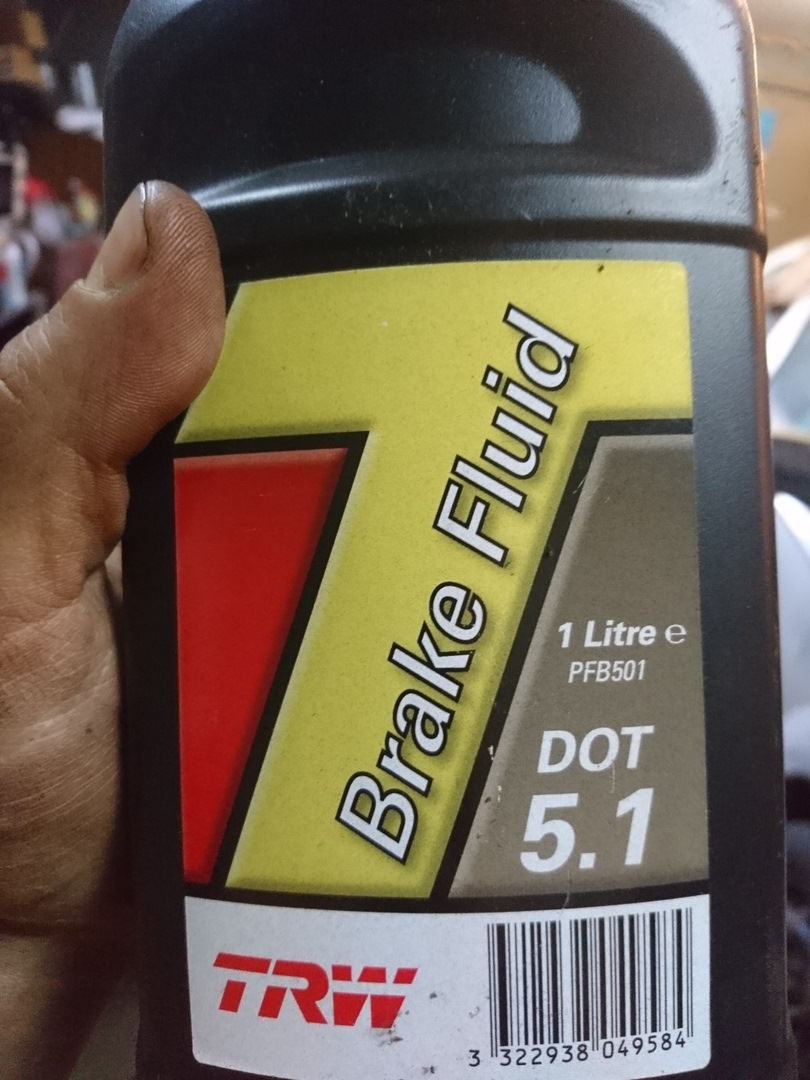 Brake Fluid
1 Litre ℮
PFB501
DOT
5.1
TRW
3 322938 049584